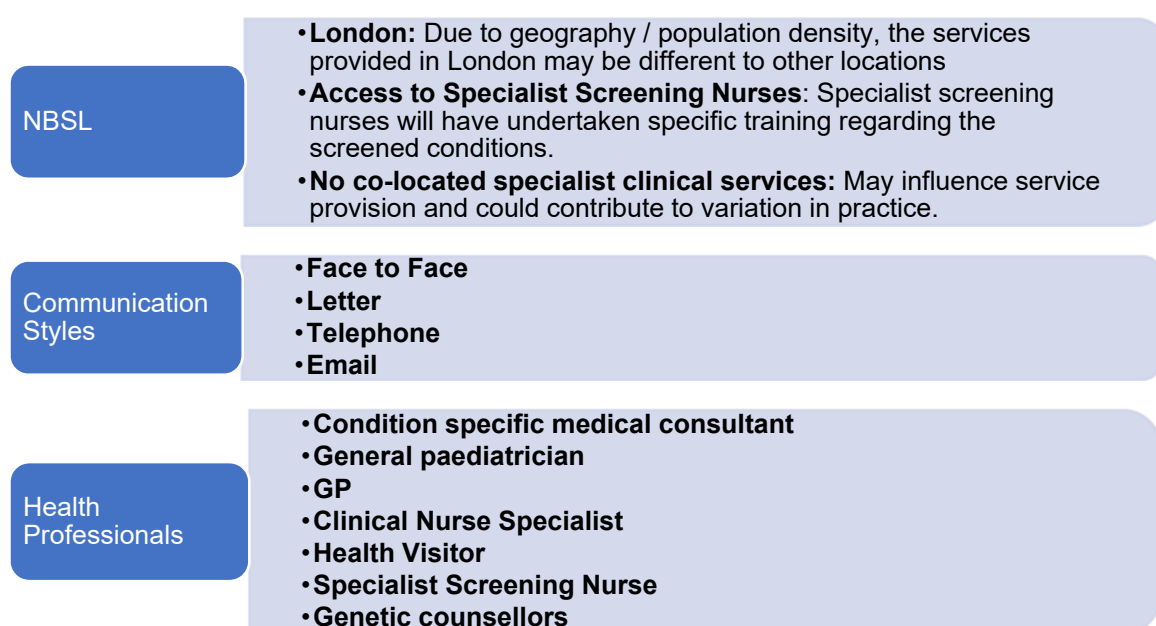 NBSL
•London: Due to geography / population density, the services
provided in London may be different to other locations
•Access to Specialist Screening Nurses: Specialist screening
nurses will have undertaken specific training regarding the
screened conditions.
•No co-located specialist clinical services: May influence service
provision and could contribute to variation in practice.
Communication
Styles
•Face to Face
•Letter
•Telephone
•Email
Health
Professionals
•Condition specific medical consultant
•General paediatrician
•GP
•Clinical Nurse Specialist
•Health Visitor
•Specialist Screening Nurse
•Genetic counsellors